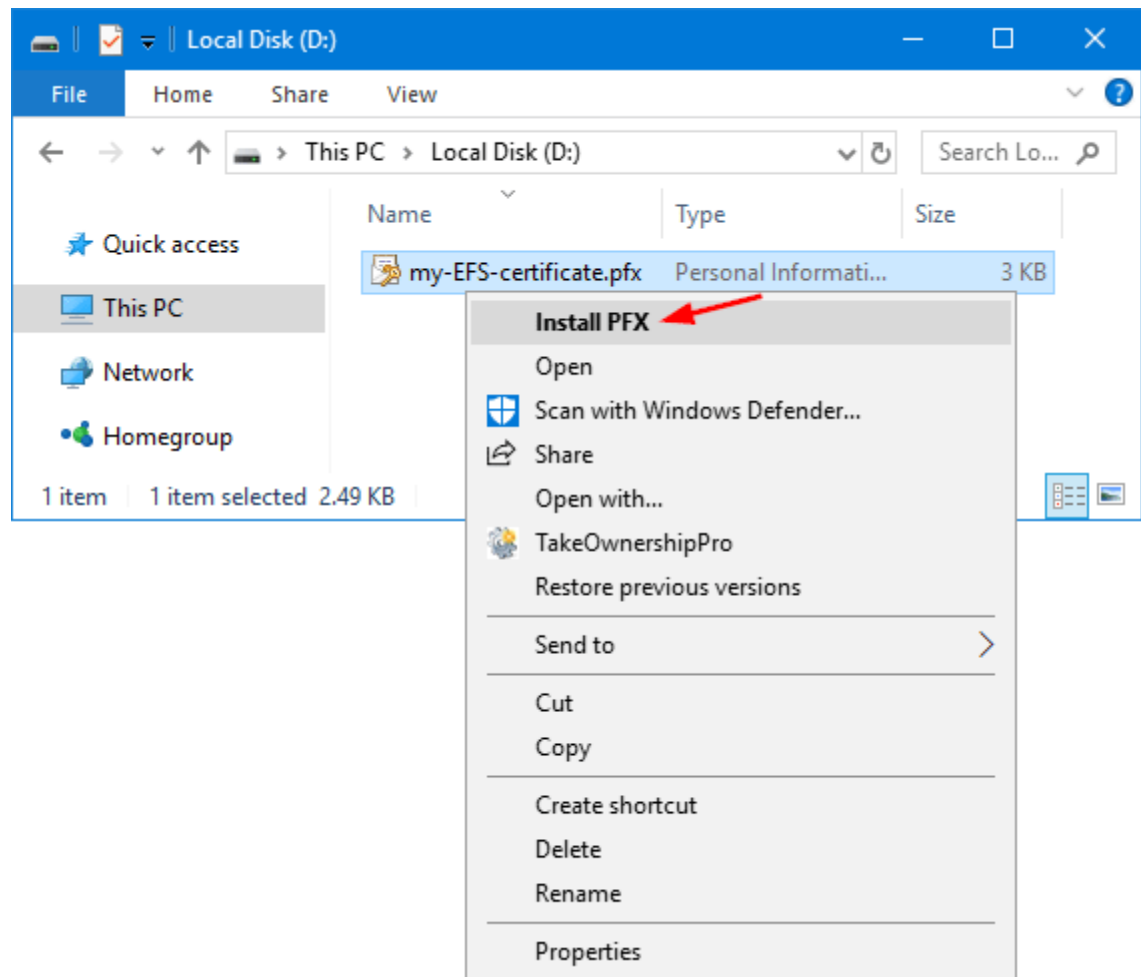 Local Disk (D:)
File Home Share View
This PC > Local Disk (D:) Search Lo...
Name Type Size
Quick access
my-EFS-certificate.pfx Personal Informati... 3 KB
This PC
Install PFX
Open
Network
Scan with Windows Defender...
Homegroup
Share
1 item 1 item selected 2.49 KB
Open with...
TakeOwnershipPro
Restore previous versions
Send to
Cut
Copy
Create shortcut
Delete
Rename
Properties